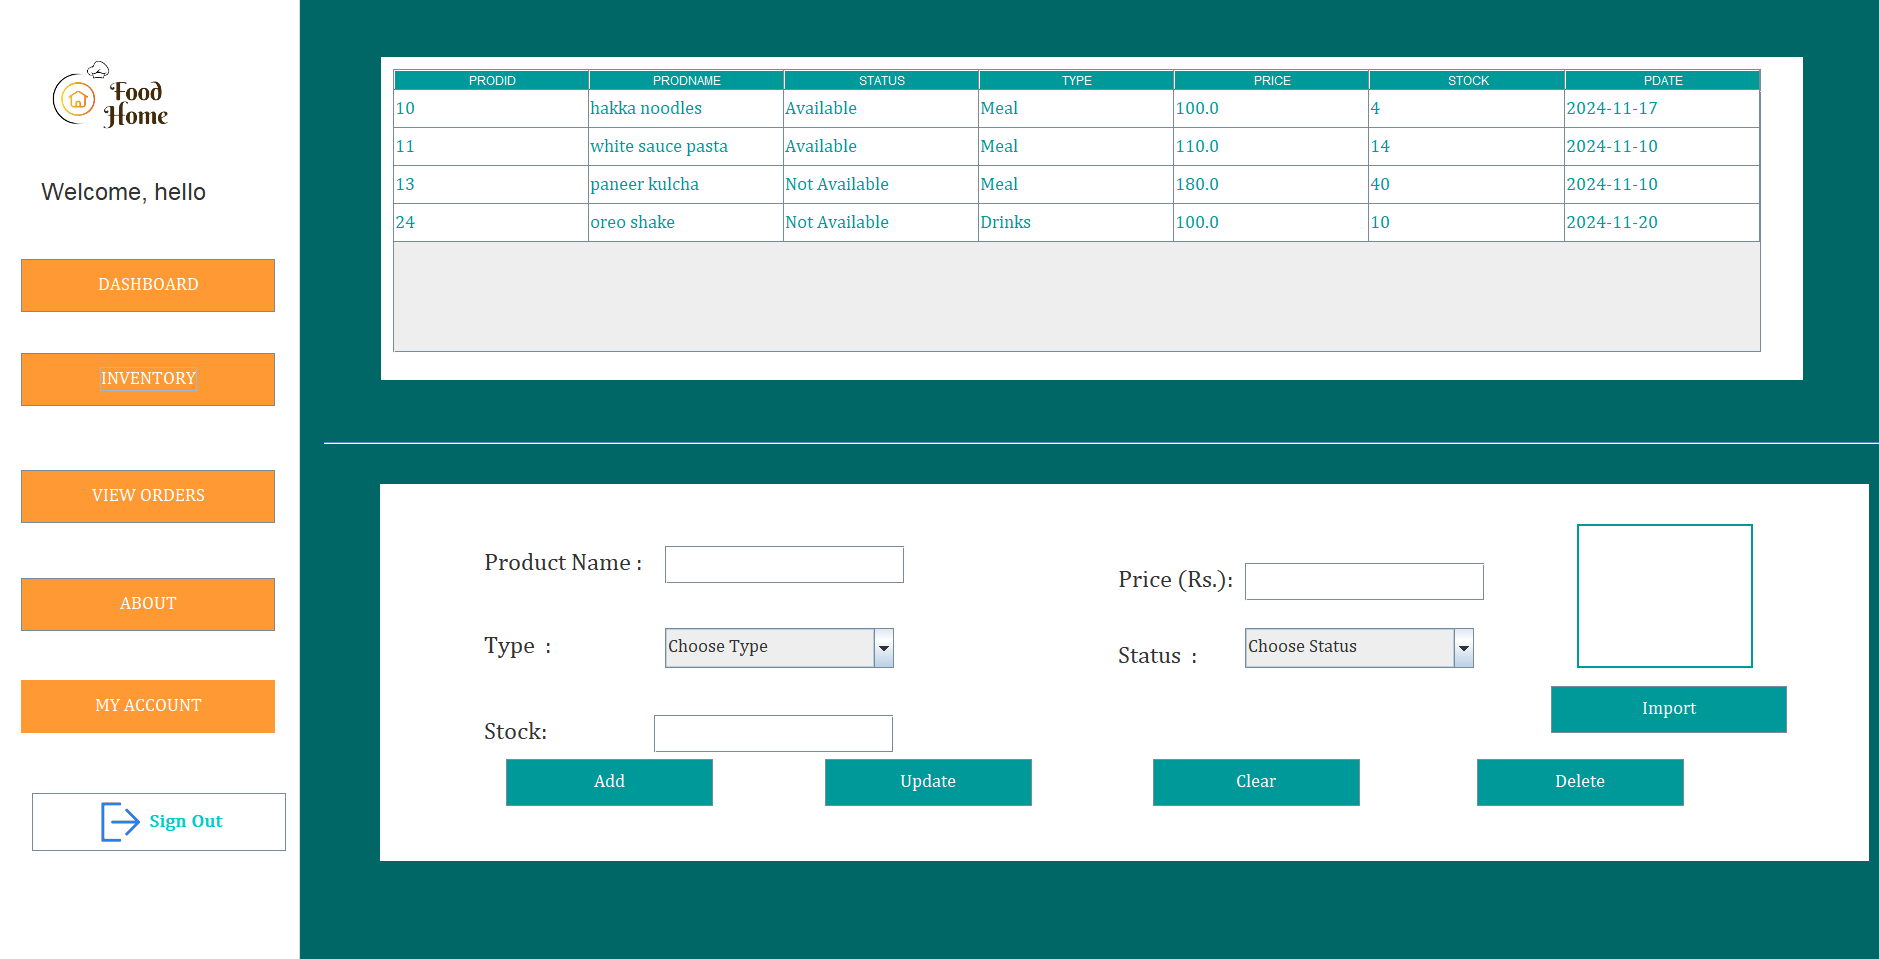 Food
Home
Welcome, hello
DASHBOARD
INVENTORY
VIEW ORDERS
ABOUT
MY ACCOUNT
Sign Out
PRODID PRODNAME STATUS TYPE PRICE STOCK PDATE
10 hakka noodles Available Meal 100.0 4 2024-11-17
11 white sauce pasta Available Meal 110.0 14 2024-11-10
13 paneer kulcha Not Available Meal 180.0 40 2024-11-10
24 oreo shake Not Available Drinks 100.0 10 2024-11-20
Product Name :
Price (Rs.):
Type : Choose Type
Status : Choose Status
Import
Stock:
Add Update Clear Delete